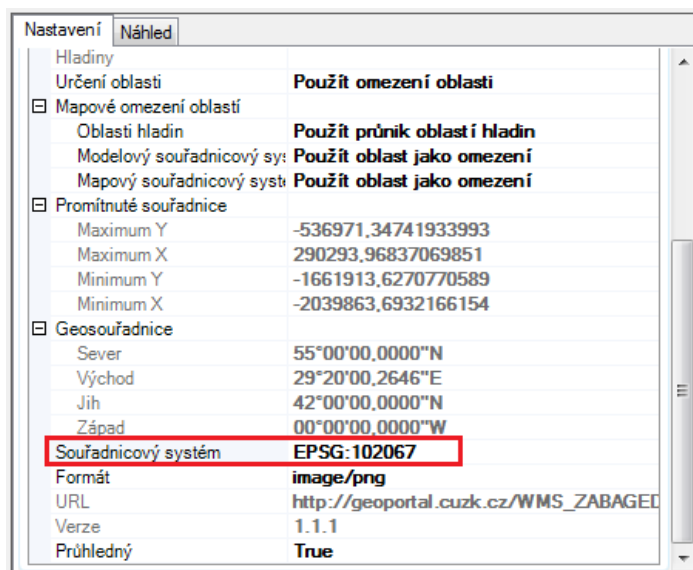 Nastavení Náhled
Hladiny
Určení oblasti Použít omezení oblasti
Mapové omezení oblastí
Oblasti hladin Použít průnik oblastí hladin
Modelový souřadnicový sys Použít oblast jako omezení
Mapový souřadnicový systé Použít oblast jako omezení
Promítnuté souřadnice
Maximum Y -536971,34741933993
Maximum X 290293,96837069851
Minimum Y -1661913,6270770589
Minimum X -2039863,6932166154
Geosouřadnice
Sever 55°00'00,0000"N
Východ 29°20'00,2646"E
Jih 42°00'00,0000"N
Západ 00°00'00,0000"W
Souřadnicový systém EPSG:102067
Formát image/png
URL http://geoportal.cuzk.cz/WMS_ZABAGED
Verze 1.1.1
Průhledný True